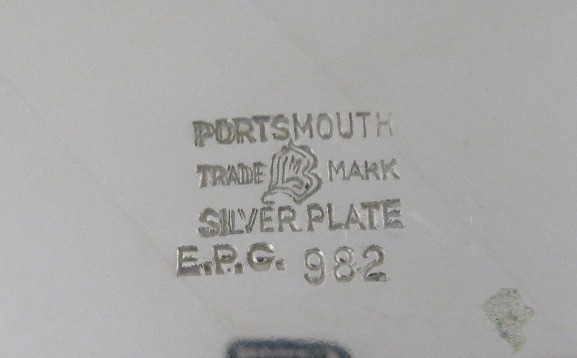 PORTSMOUTH
TRADE MARK
SILVER PLATE
E.P.G. 982